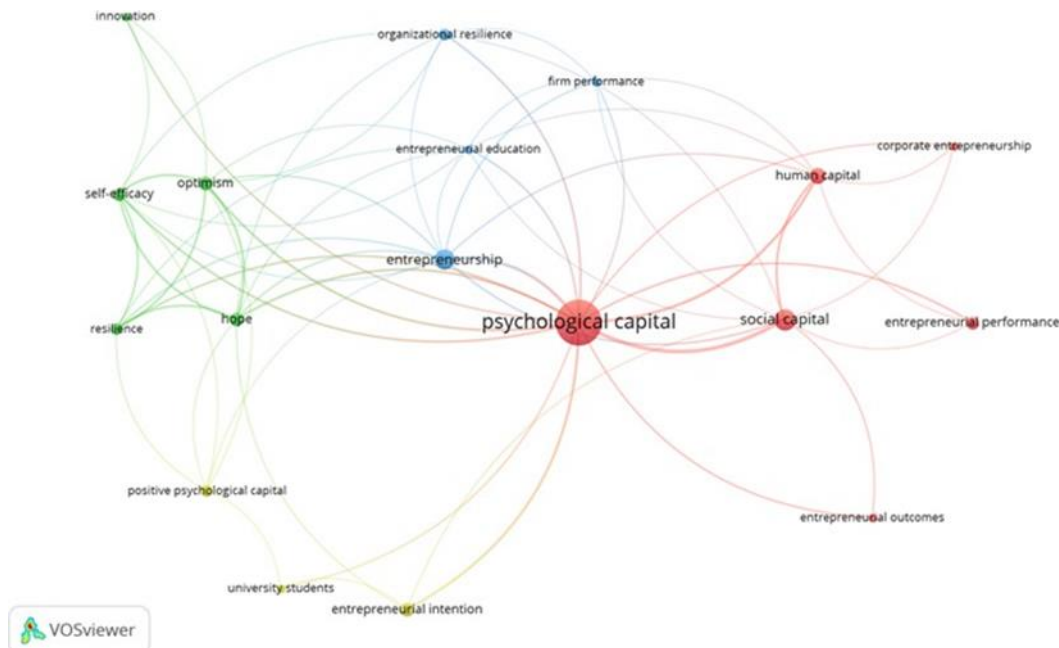 innovation
organizational resilience
firm performance
entrepreneurial education
corporate entrepreneurship
human capital
optimism
self-efficacy
entrepreneurship
psychological capital
social capital
entrepreneurial performance
hope
resilience
positive psychological capital
entrepreneurial outcomes
university students
entrepreneurial intention
VOSviewer